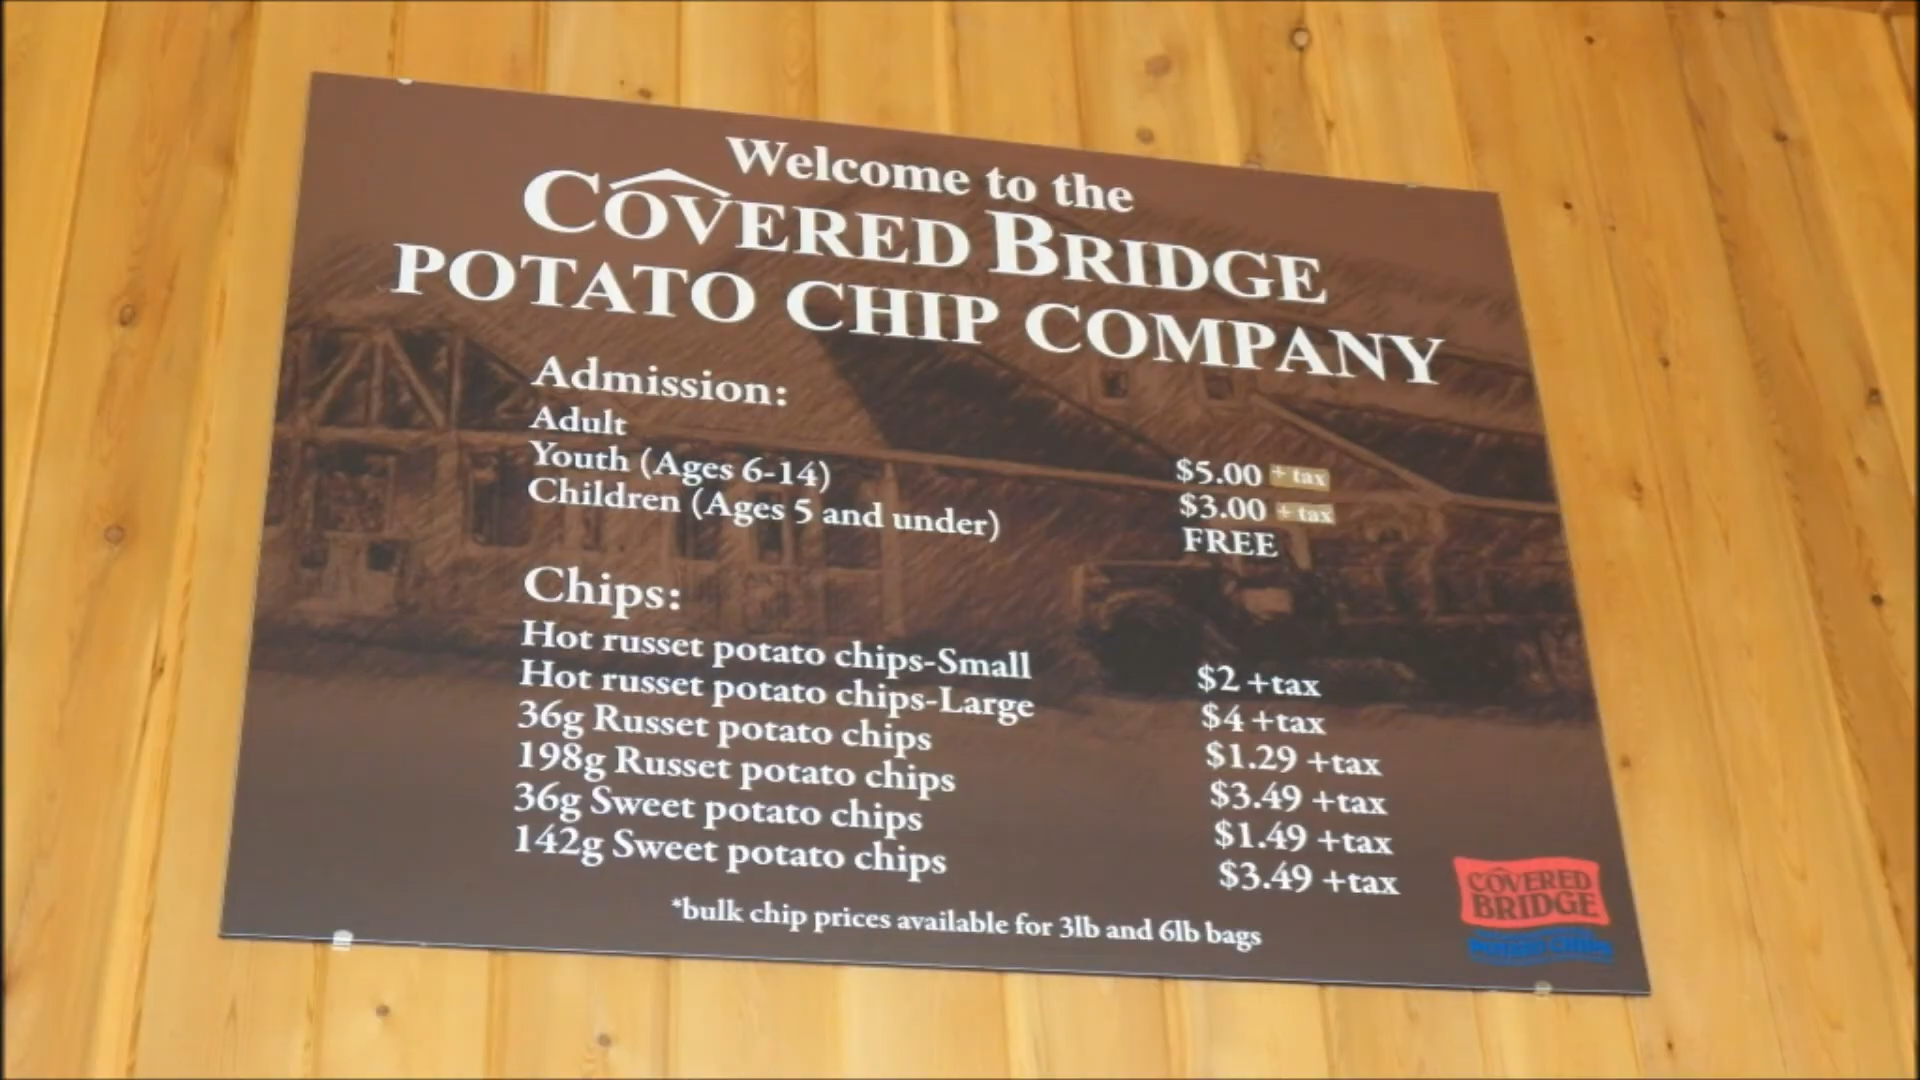 Welcome to the
COVERED BRIDGE
POTATO CHIP COMPANY
Admission:
Adult $5.00 + tax
Youth (Ages 6-14) $3.00 + tax
Children (Ages 5 and under) FREE
Chips:
Hot russet potato chips-Small $2 +tax
Hot russet potato chips-Large $4 +tax
36g Russet potato chips $1.29 +tax
198g Russet potato chips $3.49 +tax
36g Sweet potato chips $1.49 +tax
142g Sweet potato chips $3.49 +tax
*bulk chip prices available for 3lb and 6lb bags
COVERED
BRIDGE
POTATO CHIPS